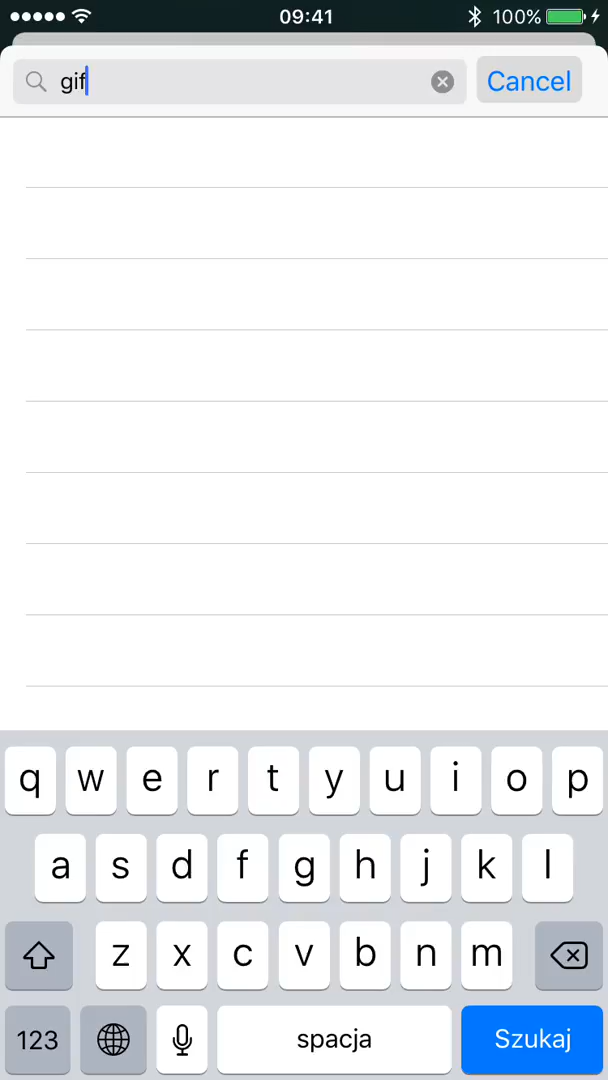 09:41 100%
gif Cancel
q w e r t y u i o p
a s d f g h j k l
z x c v b n m
123 spacja Szukaj